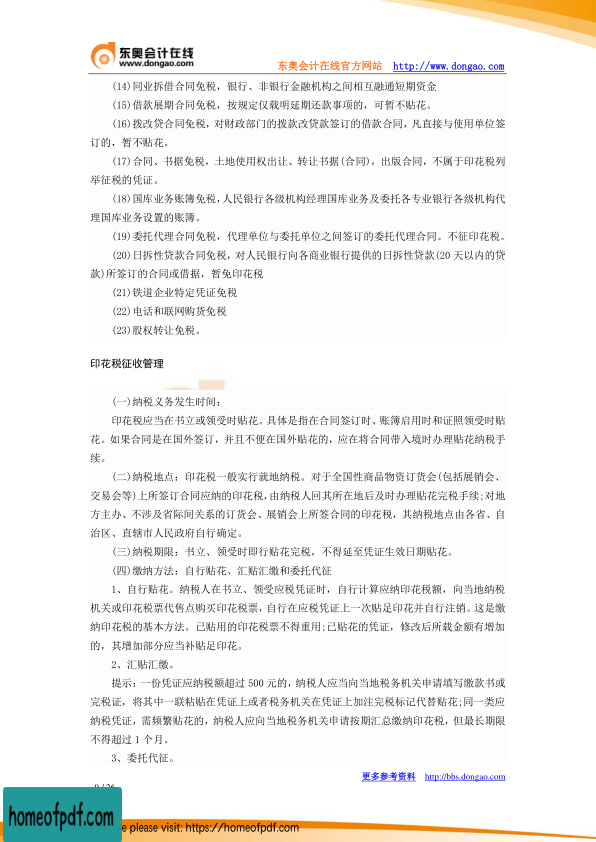 东奥会计在线
www.dongao.com
东奥会计在线官方网站 http://www.dongao.com
(14)同业拆借合同免税，银行、非银行金融机构之间相互融通短期资金
(15)借款展期合同免税，按规定仅载明延期还款事项的，可暂不贴花。
(16)拨改贷合同免税，对财政部门的拨款改贷款签订的借款合同，凡直接与使用单位签
订的，暂不贴花。
(17)合同、书据免税，土地使用权出让、转让书据(合同)，出版合同，不属于印花税列
举征税的凭证。
(18)国库业务账簿免税，人民银行各级机构经理国库业务及委托各专业银行各级机构代
理国库业务设置的账簿。
(19)委托代理合同免税，代理单位与委托单位之间签订的委托代理合同。不征印花税。
(20)日拆性贷款合同免税，对人民银行向各商业银行提供的日拆性贷款(20 天以内的贷
款)所签订的合同或借据，暂免印花税
(21)铁道企业特定凭证免税
(22)电话和联网购货免税
(23)股权转让免税。
印花税征收管理
(一)纳税义务发生时间：
印花税应当在书立或领受时贴花。具体是指在合同签订时、账簿启用时和证照领受时贴
花。如果合同是在国外签订，并且不便在国外贴花的，应在将合同带入境时办理贴花纳税手
续。
(二)纳税地点：印花税一般实行就地纳税。对于全国性商品物资订货会(包括展销会、
交易会等)上所签订合同应纳的印花税，由纳税人回其所在地后及时办理贴花完税手续;对地
方主办、不涉及省际间关系的订货会、展销会上所签合同的印花税，其纳税地点由各省、自
治区、直辖市人民政府自行确定。
(三)纳税期限：书立、领受时即行贴花完税，不得延至凭证生效日期贴花。
(四)缴纳方法：自行贴花、汇贴汇缴和委托代征
1、自行贴花。纳税人在书立、领受应税凭证时，自行计算应纳印花税额，向当地纳税
机关或印花税票代售点购买印花税票，自行在应税凭证上一次贴足印花并自行注销。这是缴
纳印花税的基本方法。已贴用的印花税票不得重用;已贴花的凭证，修改后所载金额有增加
的，其增加部分应当补贴足印花。
2、汇贴汇缴。
提示：一份凭证应纳税额超过 500 元的，纳税人应当向当地税务机关申请填写缴款书或
完税证，将其中一联粘贴在凭证上或者税务机关在凭证上加注完税标记代替贴花;同一类应
纳税凭证，需频繁贴花的，纳税人应向当地税务机关申请按期汇总缴纳印花税，但最长期限
不得超过 1 个月。
3、委托代征。
更多参考资料 http://bbs.dongao.com
homeofpdf.com
please visit: https://homeofpdf.com